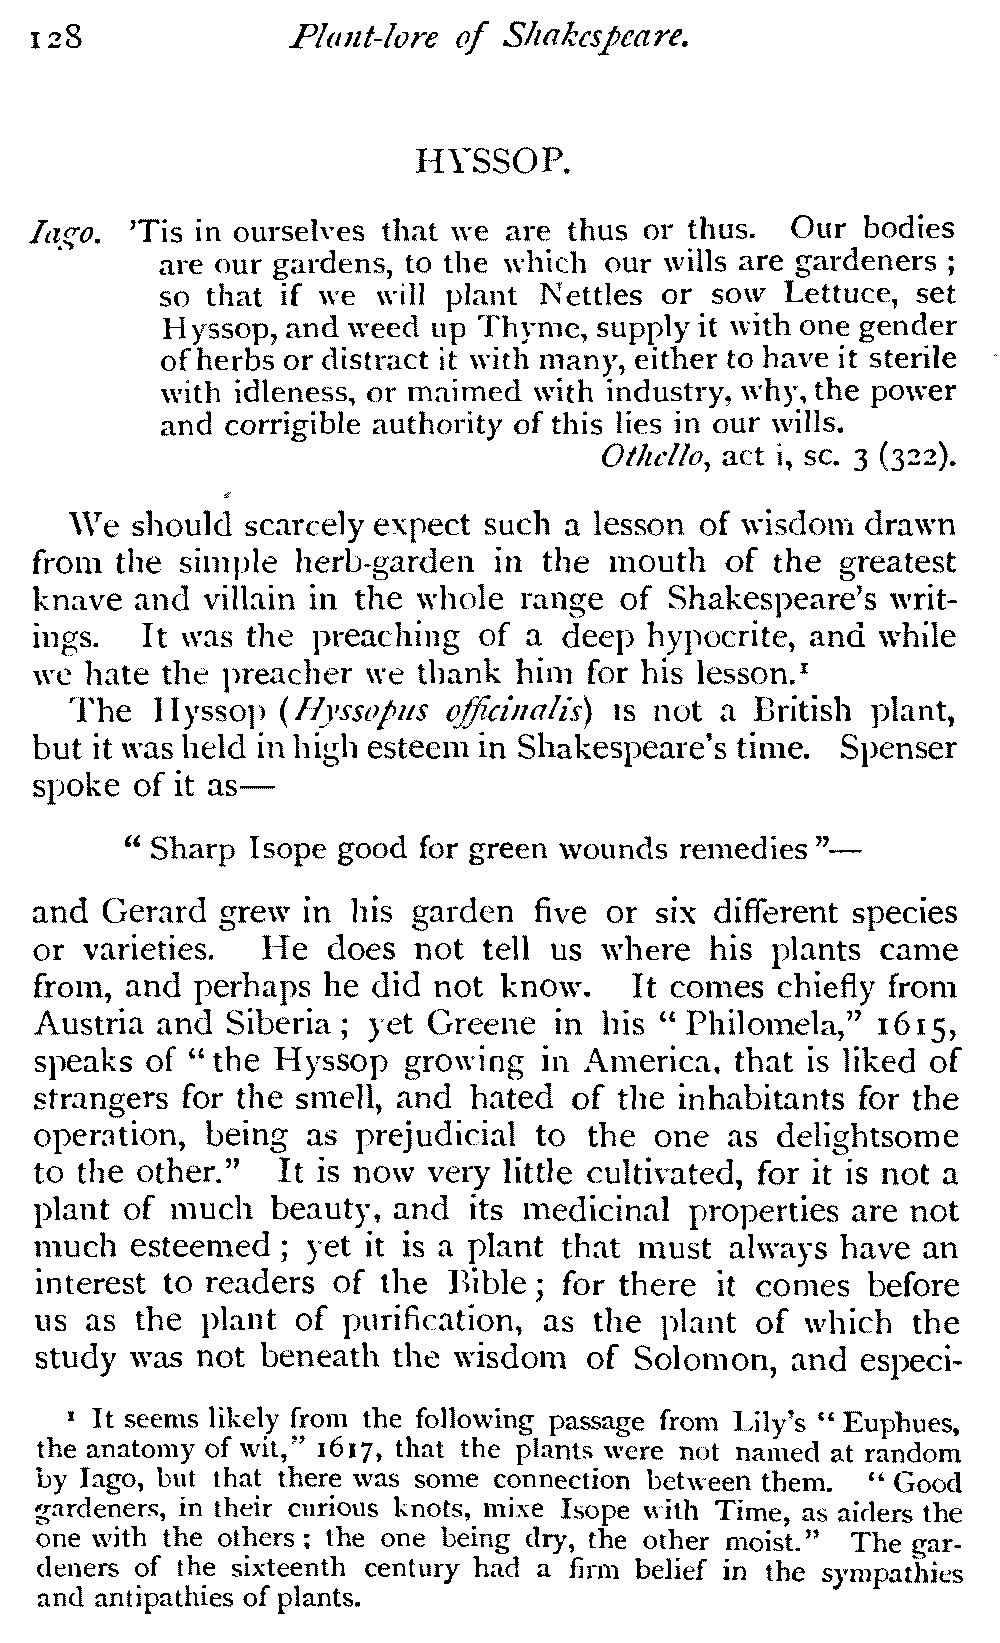 128 Plant-lore of Shakespeare.
HYSSOP.
Iago. 'Tis in ourselves that we are thus or thus. Our bodies
are our gardens, to the which our wills are gardeners ;
so that if we will plant Nettles or sow Lettuce, set
Hyssop, and weed up Thyme, supply it with one gender
of herbs or distract it with many, either to have it sterile
with idleness, or maimed with industry, why, the power
and corrigible authority of this lies in our wills.
Othello, act i, sc. 3 (322).
We should scarcely expect such a lesson of wisdom drawn
from the simple herb-garden in the mouth of the greatest
knave and villain in the whole range of Shakespeare's writ-
ings. It was the preaching of a deep hypocrite, and while
we hate the preacher we thank him for his lesson.¹
The Hyssop (Hyssopus officinalis) is not a British plant,
but it was held in high esteem in Shakespeare's time. Spenser
spoke of it as—
“ Sharp Isope good for green wounds remedies ”—
and Gerard grew in his garden five or six different species
or varieties. He does not tell us where his plants came
from, and perhaps he did not know. It comes chiefly from
Austria and Siberia ; yet Greene in his “ Philomela,” 1615,
speaks of “ the Hyssop growing in America, that is liked of
strangers for the smell, and hated of the inhabitants for the
operation, being as prejudicial to the one as delightsome
to the other.” It is now very little cultivated, for it is not a
plant of much beauty, and its medicinal properties are not
much esteemed ; yet it is a plant that must always have an
interest to readers of the Bible ; for there it comes before
us as the plant of purification, as the plant of which the
study was not beneath the wisdom of Solomon, and especi-
¹ It seems likely from the following passage from Lily's “ Euphues,
the anatomy of wit,” 1617, that the plants were not named at random
by Iago, but that there was some connection between them. “ Good
gardeners, in their curious knots, mixe Isope with Time, as aiders the
one with the others ; the one being dry, the other moist.” The gar-
deners of the sixteenth century had a firm belief in the sympathies
and antipathies of plants.